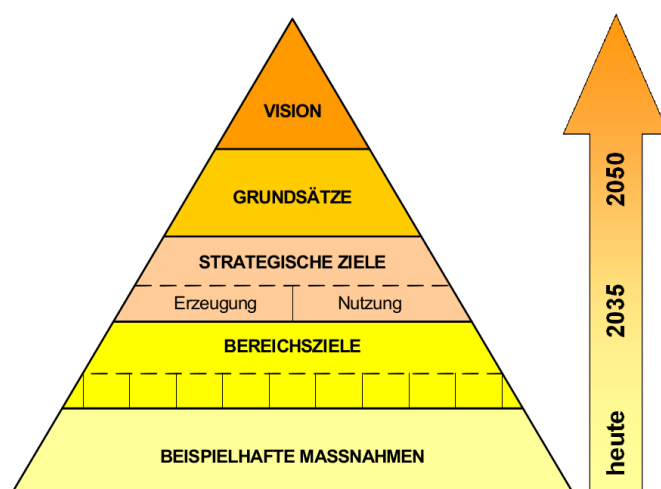 VISION
GRUNDSÄTZE
STRATEGISCHE ZIELE
Erzeugung
Nutzung
BEREICHSZIELE
BEISPIELHAFTE MASSNAHMEN
2050
2035
heute